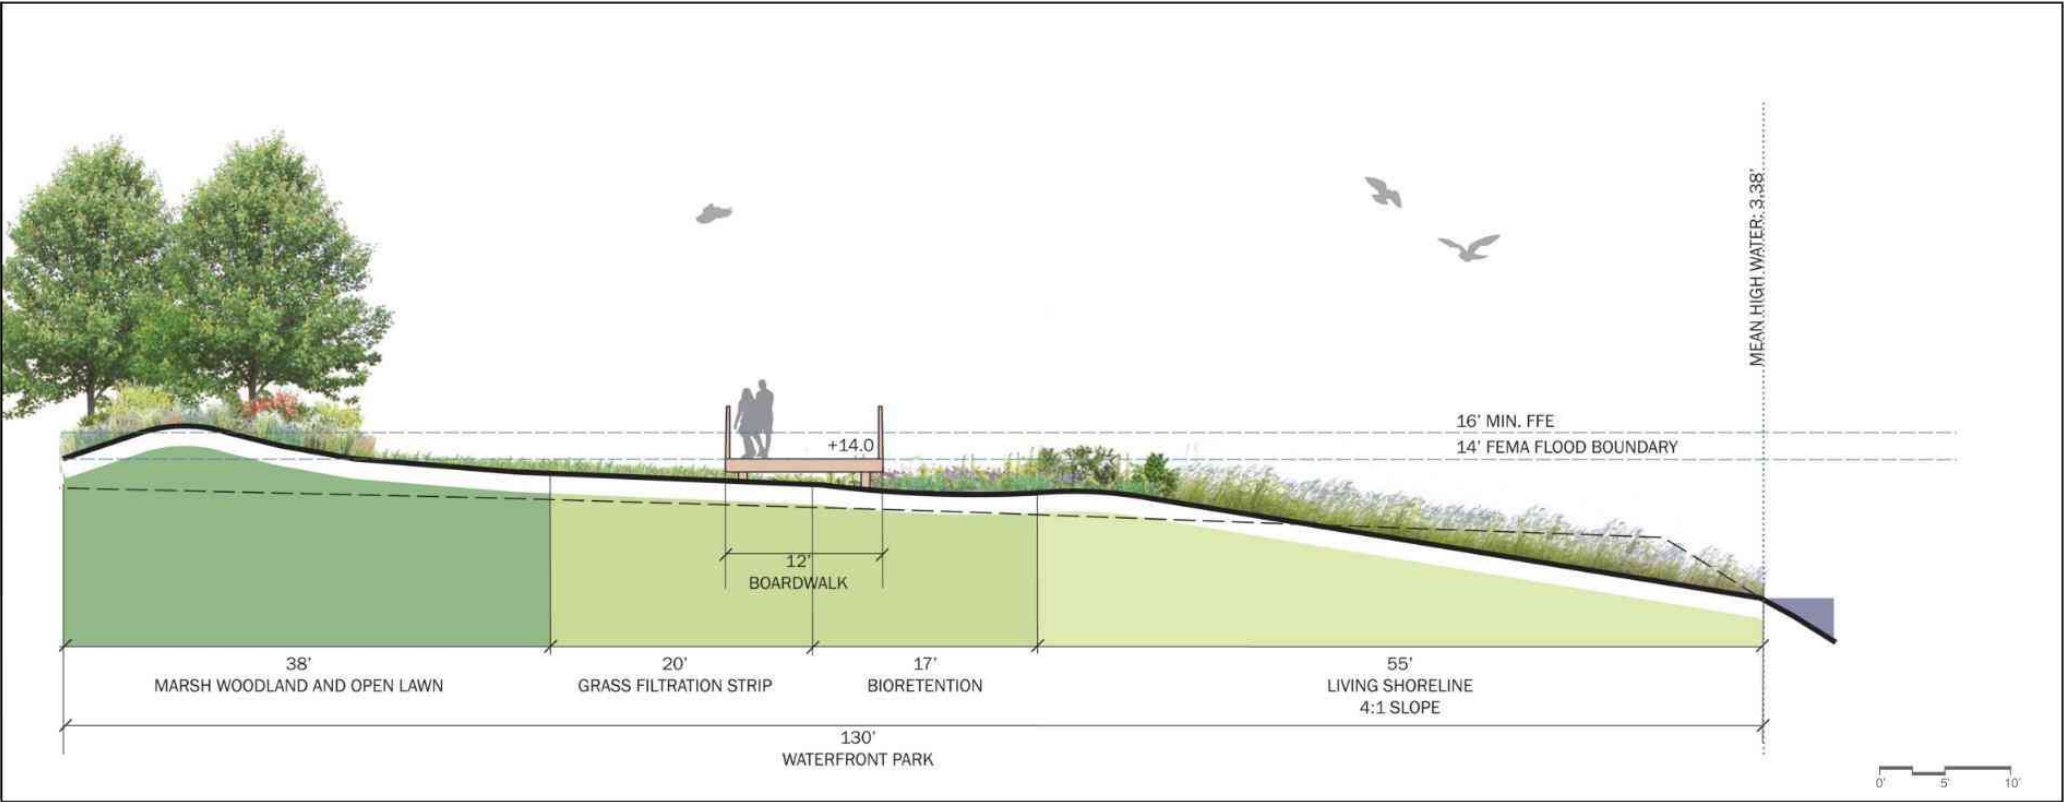 MEAN HIGH WATER: 3.38'
16' MIN. FFE
14' FEMA FLOOD BOUNDARY
+14.0
12'
BOARDWALK
38'
MARSH WOODLAND AND OPEN LAWN
20'
GRASS FILTRATION STRIP
17'
BIORETENTION
55'
LIVING SHORELINE
4:1 SLOPE
130'
WATERFRONT PARK
0' 5' 10'